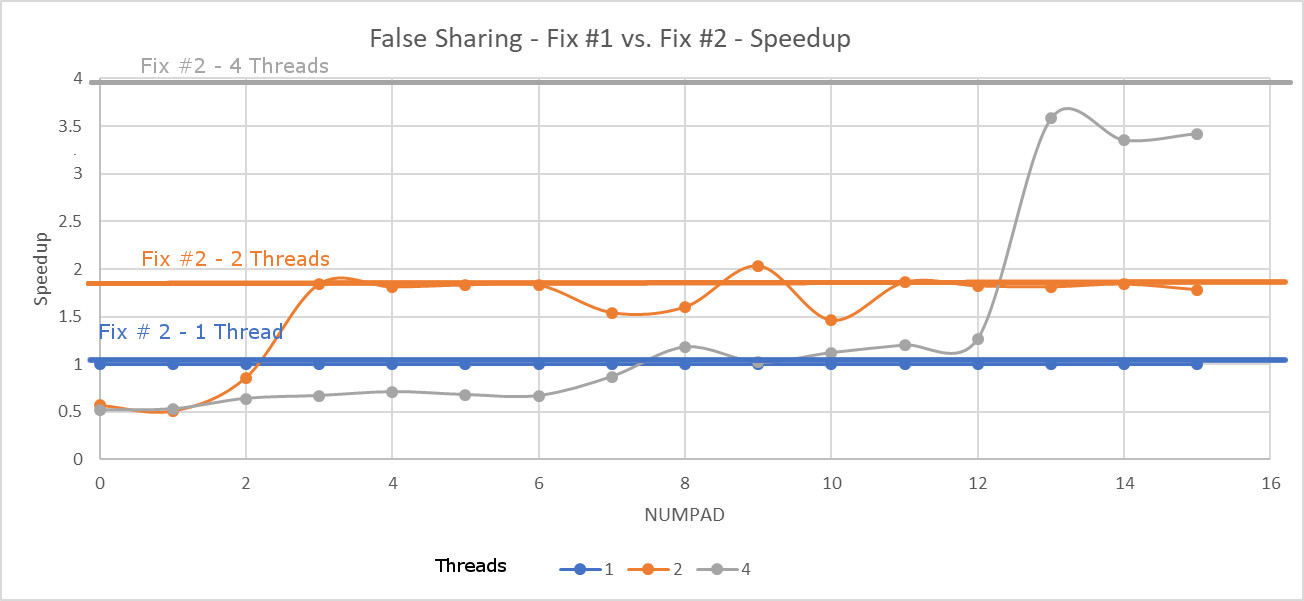 False Sharing - Fix #1 vs. Fix #2 - Speedup
Fix #2 - 4 Threads
4
3.5
3
2.5
Fix #2 - 2 Threads
2
1.5
Fix # 2 - 1 Thread
1
0.5
0
Speedup
0 2 4 6 8 10 12 14 16
NUMPAD
Threads 1 2 4